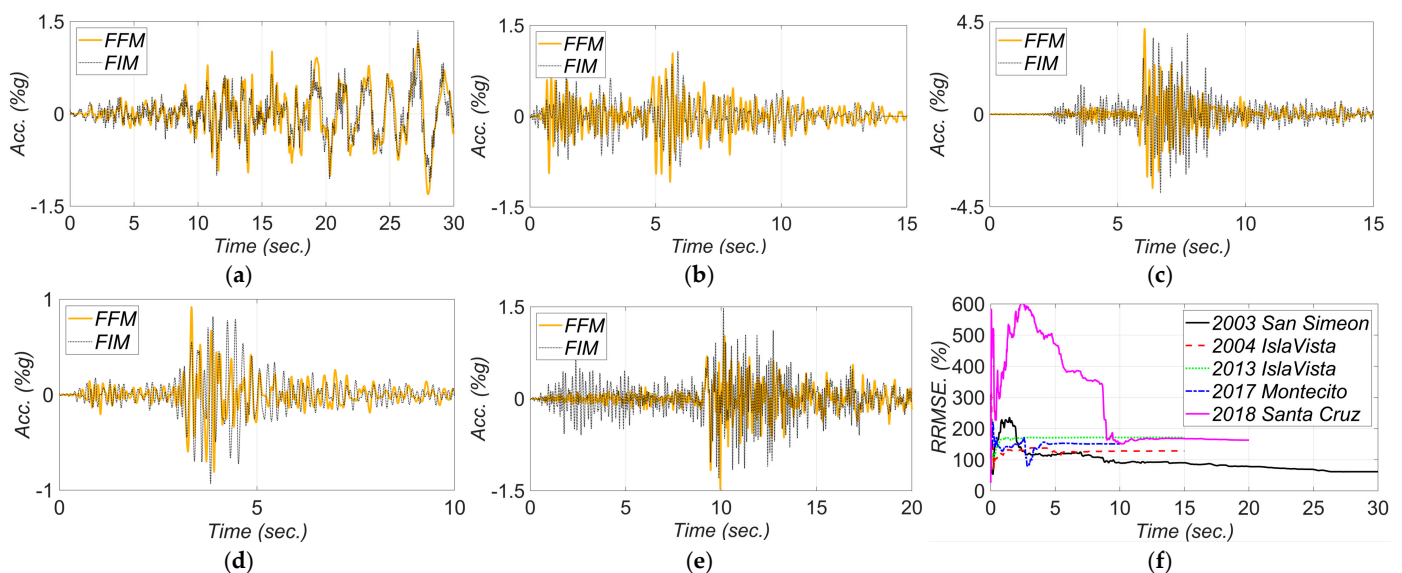 1.5
FFM
FIM
Acc. (%g)
0
-1.5
0 5 10 15 20 25 30
Time (sec.)
(a)
1.5
FFM
FIM
Acc. (%g)
0
-1.5
0 5 10 15
Time (sec.)
(b)
4.5
FFM
FIM
Acc. (%g)
0
-4.5
0 5 10 15
Time (sec.)
(c)
1
FFM
FIM
Acc. (%g)
0
-1
0 5 10
Time (sec.)
(d)
1.5
FFM
FIM
Acc. (%g)
0
-1.5
0 5 10 15 20
Time (sec.)
(e)
600
500
400
300
200
100
0
RRMSE. (%)
2003 San Simeon
2004 IslaVista
2013 IslaVista
2017 Montecito
2018 Santa Cruz
0 5 10 15 20 25 30
Time (sec.)
(f)